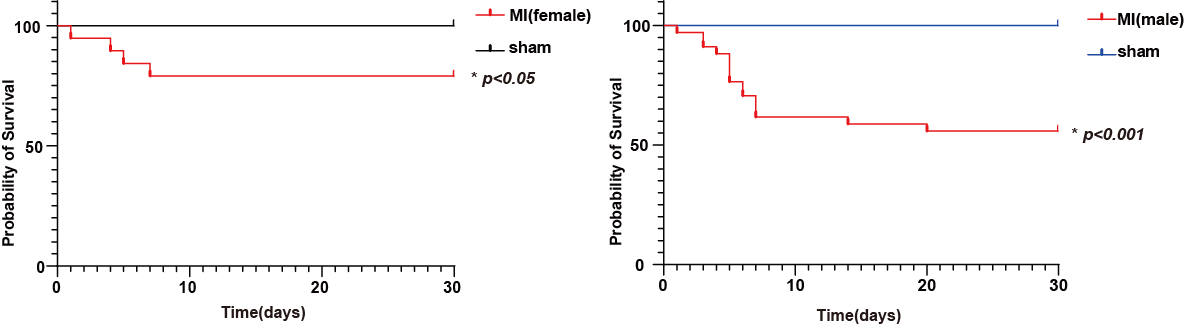 100
50
0
0
10
20
30
Probability of Survival
Time(days)
MI(female)
sham
* p<0.05
100
50
0
0
10
20
30
Probability of Survival
Time(days)
MI(male)
sham
* p<0.001